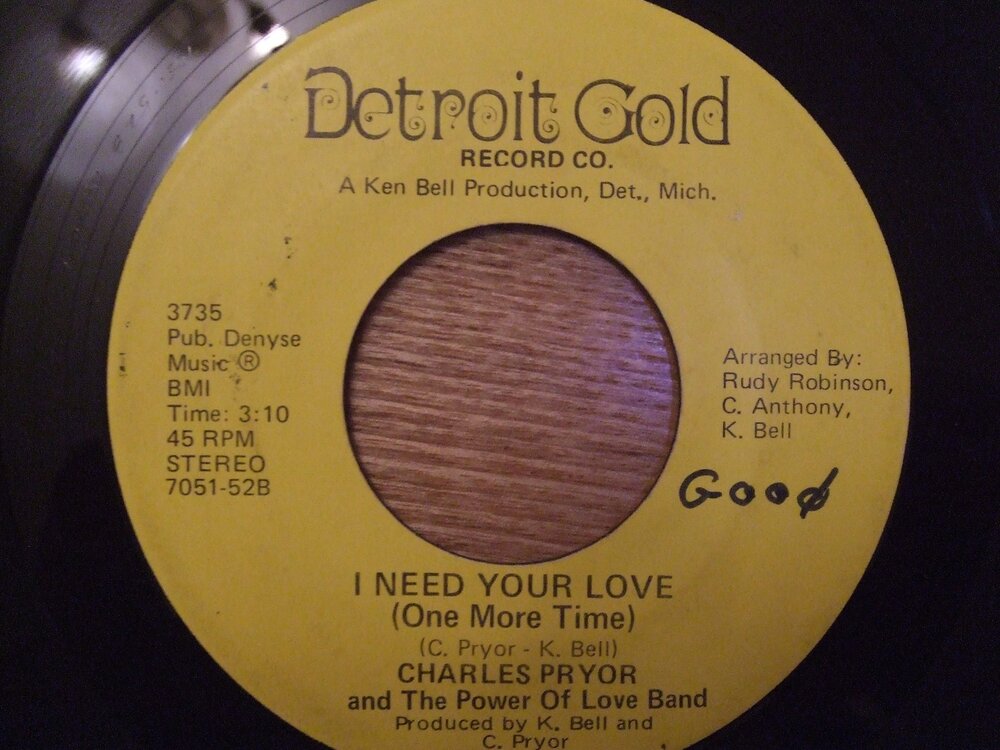 Detroit Gold
RECORD CO.
A Ken Bell Production, Det., Mich.
3735
Pub. Denyse
Music ®
BMI
Time: 3:10
45 RPM
STEREO
7051-52B
Arranged By:
Rudy Robinson,
C. Anthony,
K. Bell
Good
I NEED YOUR LOVE
(One More Time)
(C. Pryor - K. Bell)
CHARLES PRYOR
and The Power Of Love Band
Produced by K. Bell and
C. Pryor